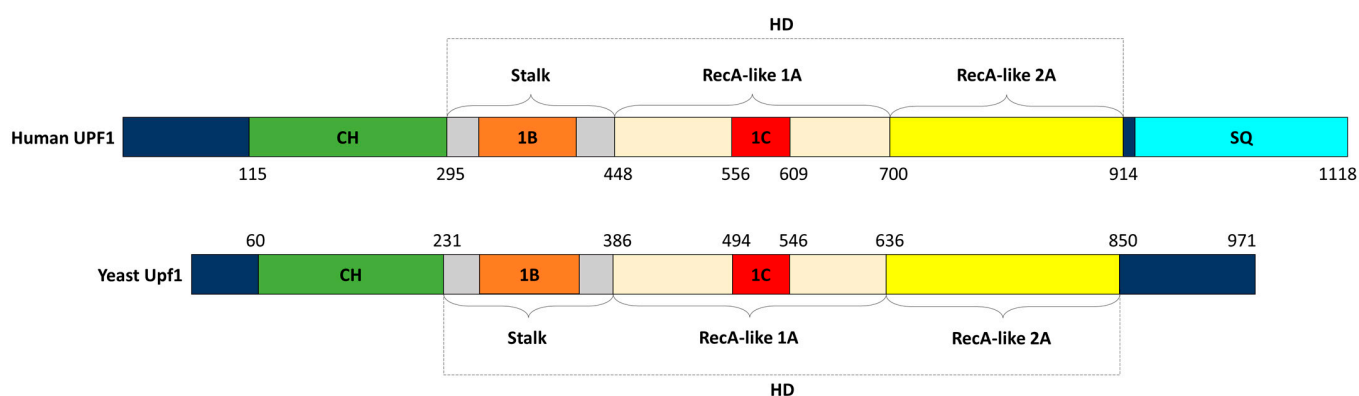 HD
Stalk RecA-like 1A RecA-like 2A
Human UPF1 CH 1B 1C SQ
115 295 448 556 609 700 914 1118
60 231 386 494 546 636 850 971
Yeast Upf1 CH 1B 1C
Stalk RecA-like 1A RecA-like 2A
HD